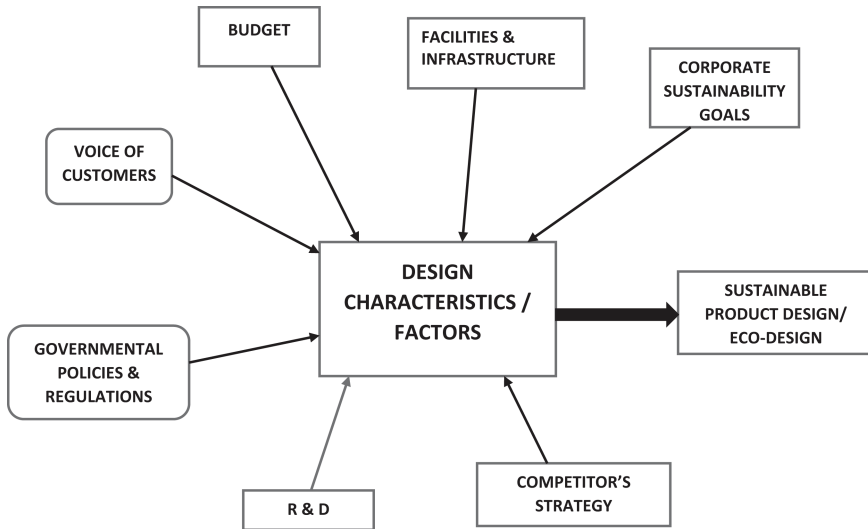 BUDGET
FACILITIES &
INFRASTRUCTURE
CORPORATE
SUSTAINABILITY
GOALS
VOICE OF
CUSTOMERS
DESIGN
CHARACTERISTICS /
FACTORS
SUSTAINABLE
PRODUCT DESIGN/
ECO-DESIGN
GOVERNMENTAL
POLICIES &
REGULATIONS
R & D
COMPETITOR'S
STRATEGY